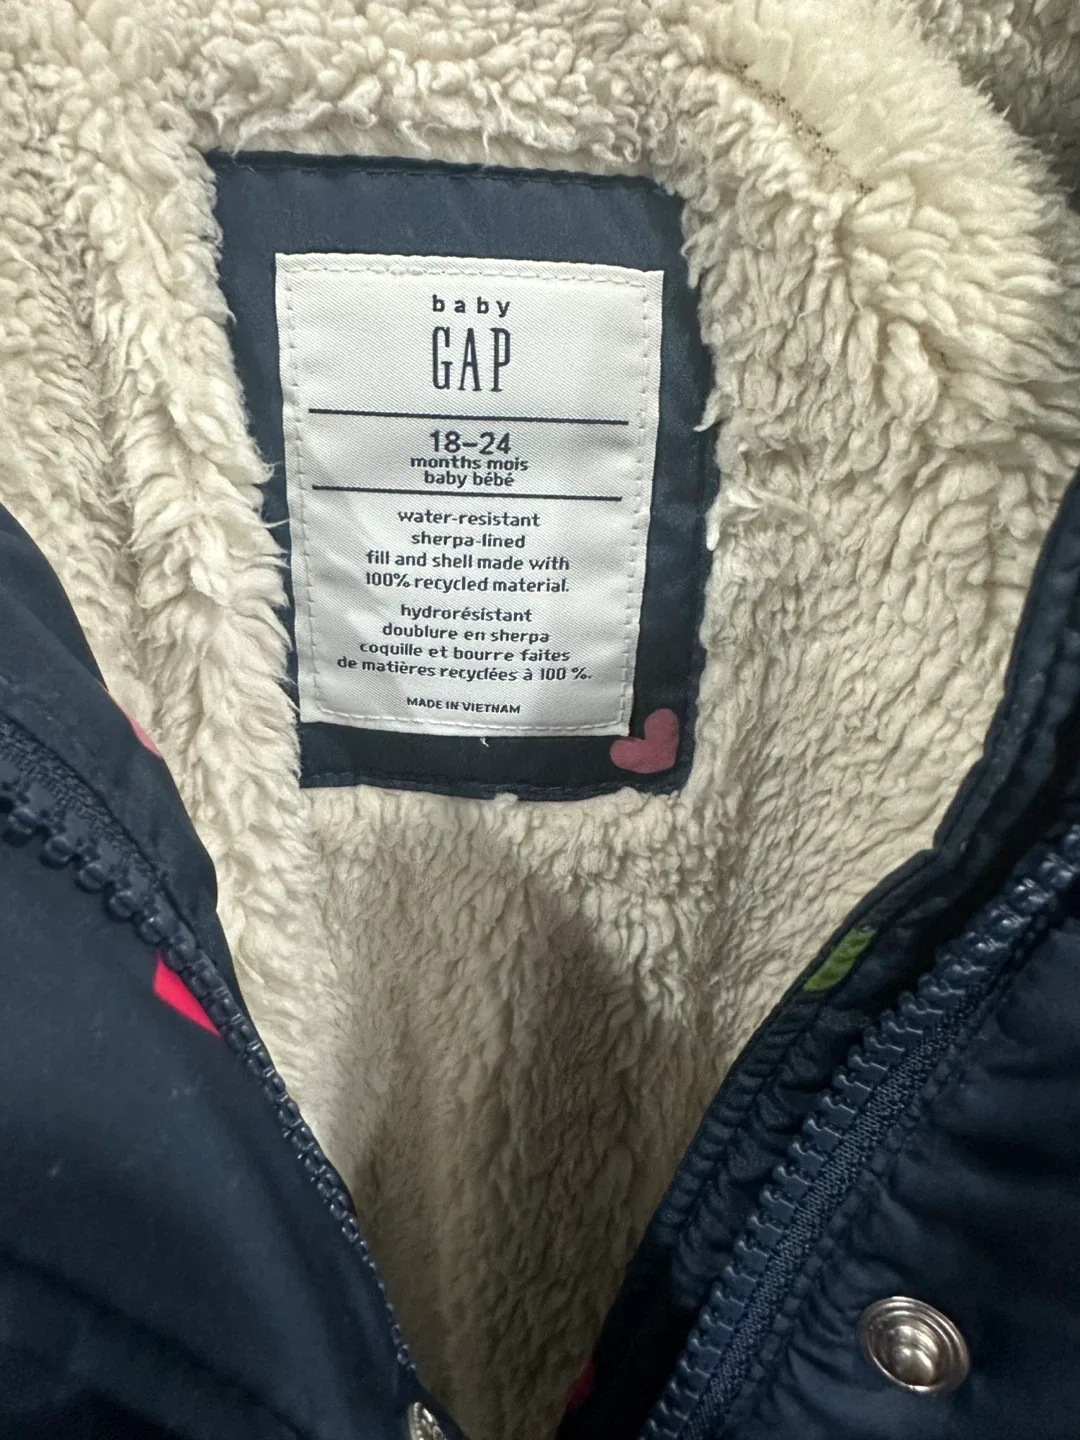 baby
GAP
18–24
months mois
baby bébé
water-resistant
sherpa-lined
fill and shell made with
100% recycled material.
hydrorésistant
doublure en sherpa
coquille et bourre faites
de matières recyclées à 100 %.
MADE IN VIETNAM